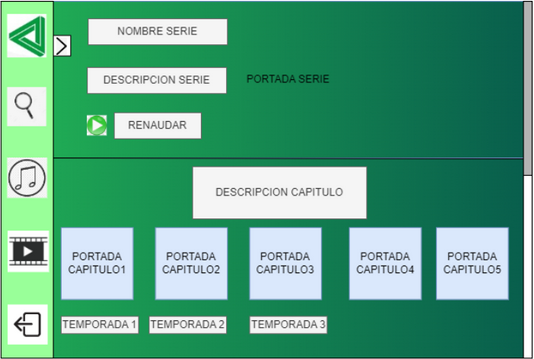 NOMBRE SERIE
DESCRIPCION SERIE
PORTADA SERIE
RENAUDAR
DESCRIPCION CAPITULO
PORTADA
CAPITULO1
PORTADA
CAPITULO2
PORTADA
CAPITULO3
PORTADA
CAPITULO4
PORTADA
CAPITULO5
TEMPORADA 1
TEMPORADA 2
TEMPORADA 3